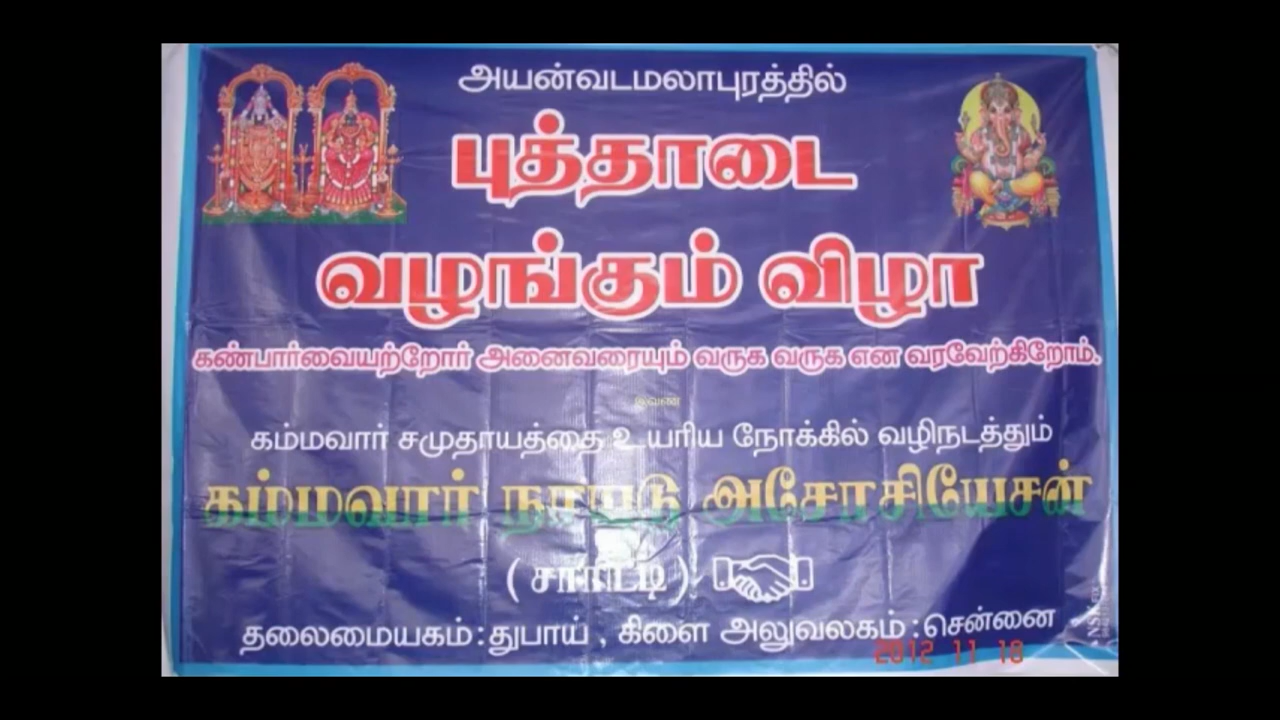 அயன்வடமலாபுரத்தில்
புத்தாடை
வழங்கும் விழா
கண்பார்வையற்றோர் அனைவரையும் வருக வருக என வரவேற்கிறோம்.
இவண்
கம்மவார் சமுதாயத்தை உயரிய நோக்கில் வழிநடத்தும்
கம்மவார் நாயுடு அசோசியேசன்
( சாரிட்டி )
தலைமையகம் : துபாய் , கிளை அலுவலகம் : சென்னை
2012 11 18